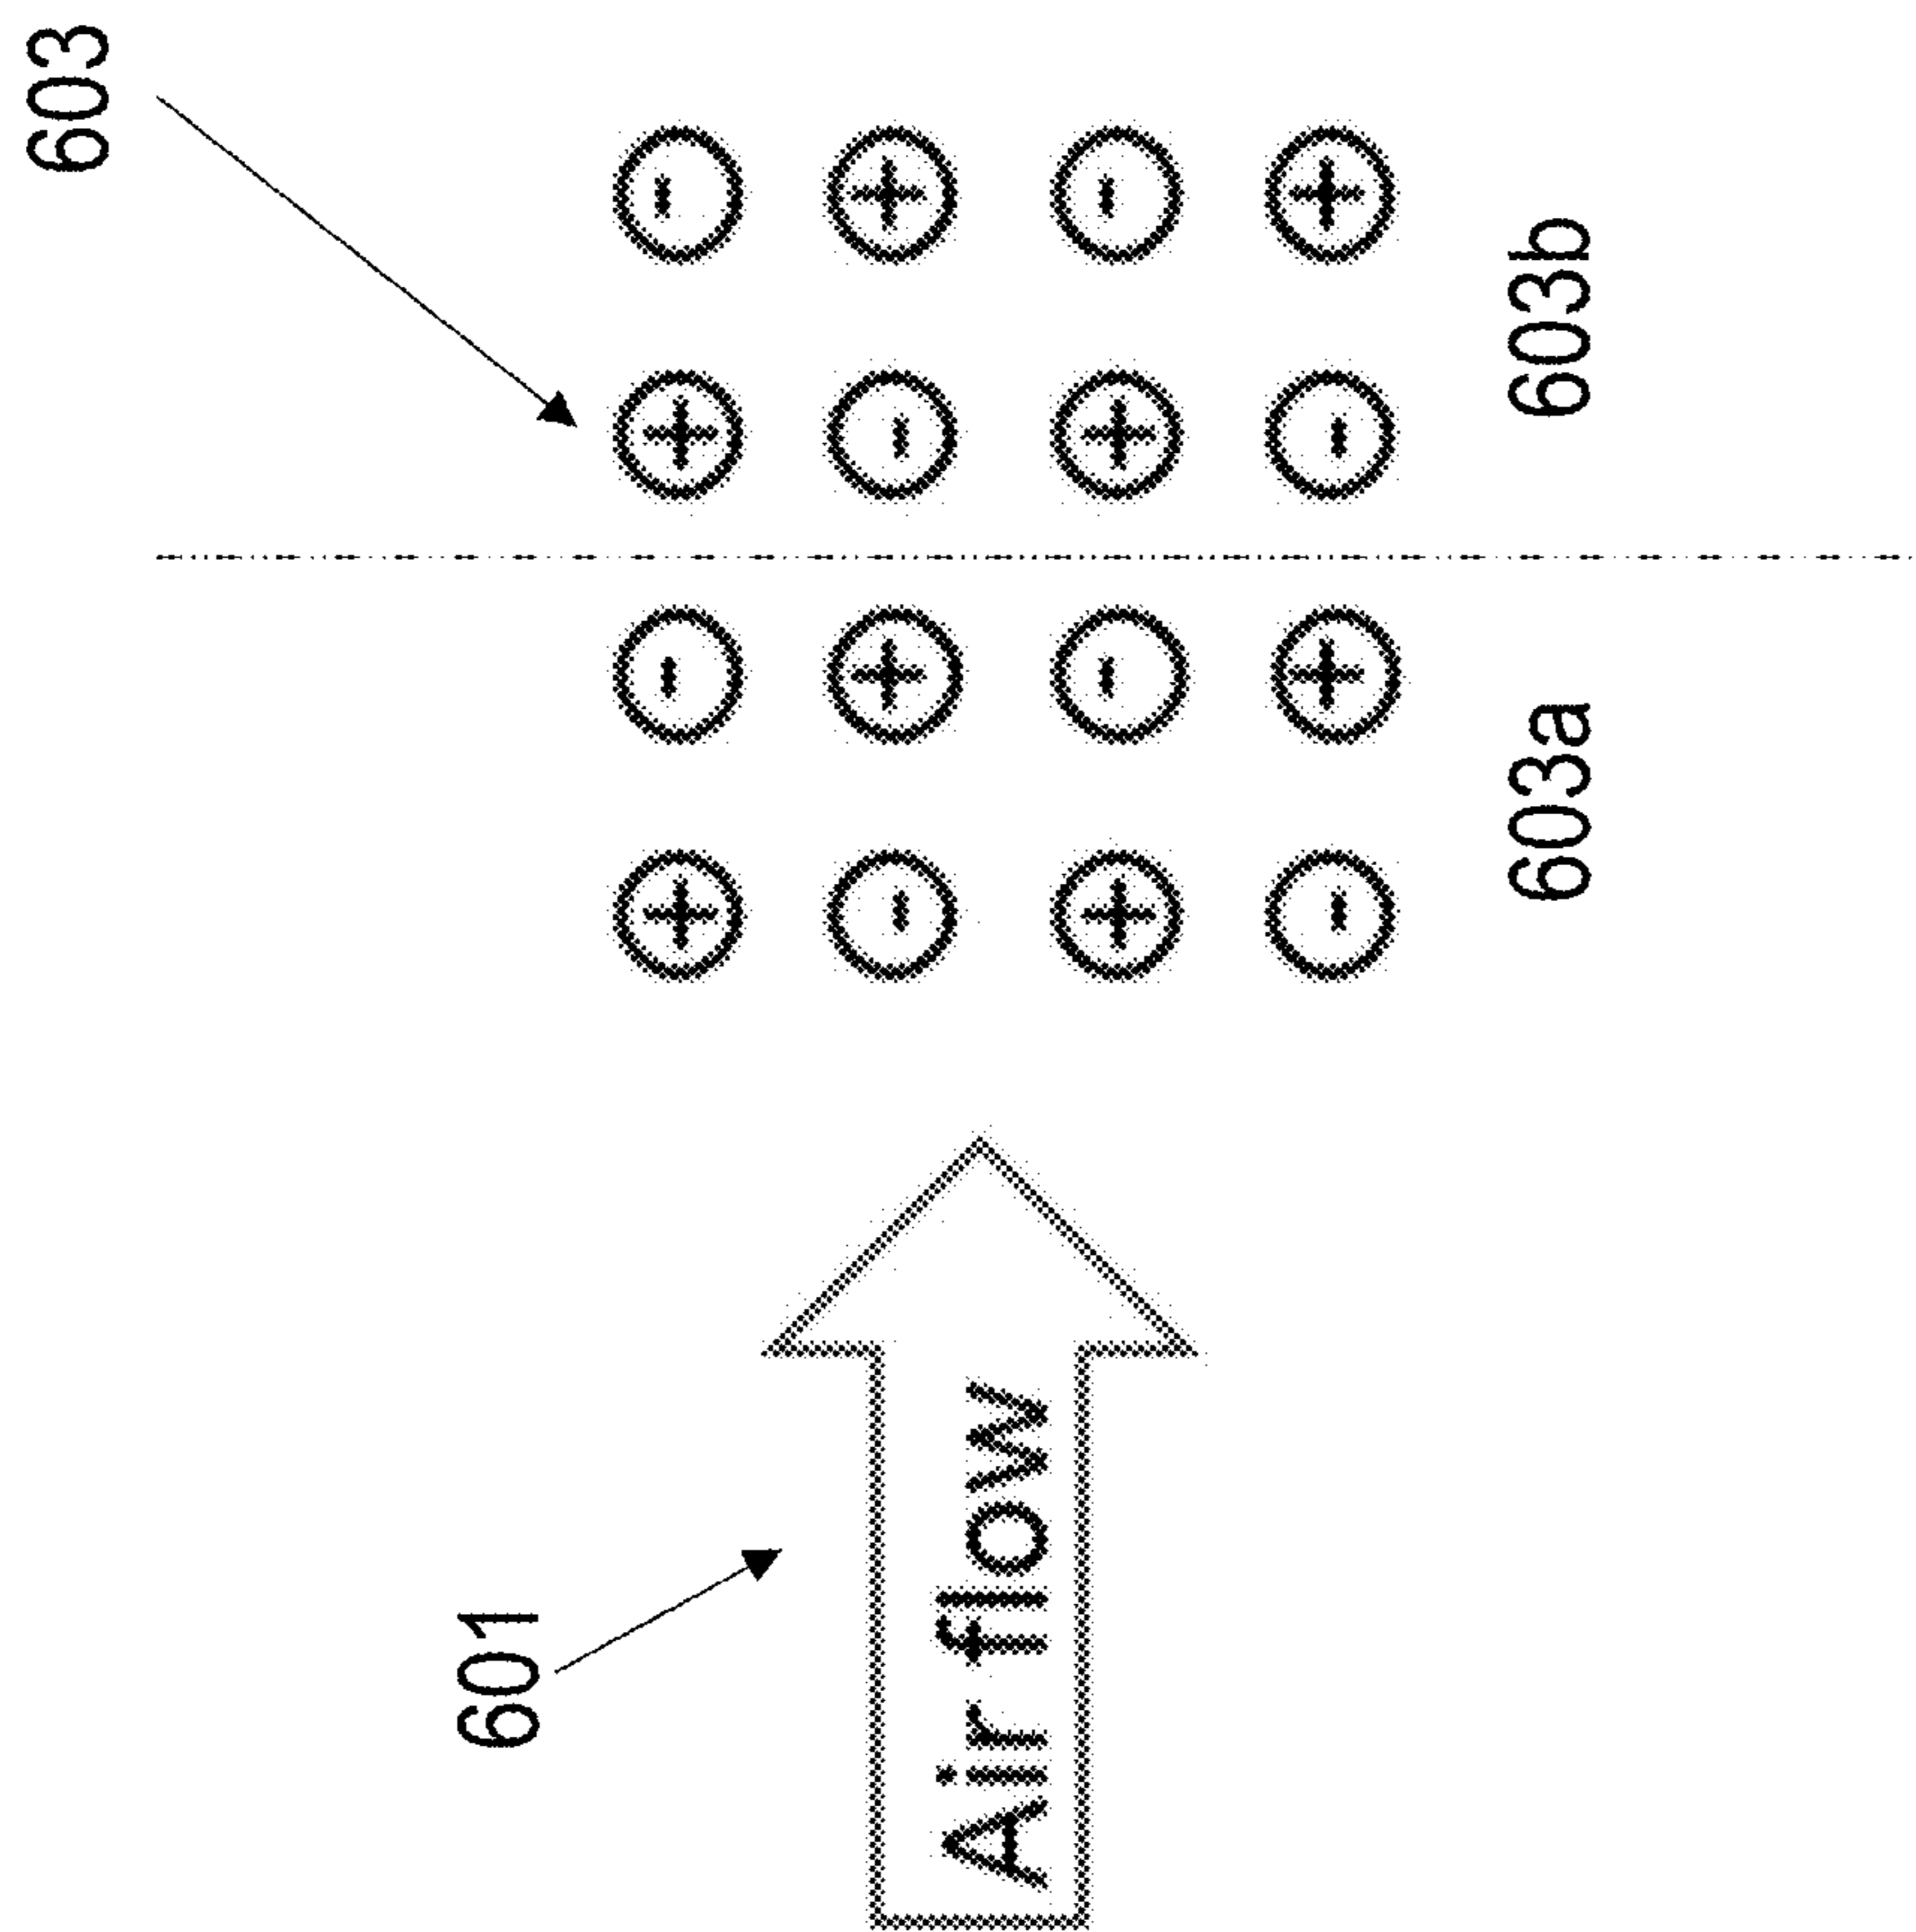 603
601
+ - + -
- + - +
Air flow
+ - + -
- + - +
603a 603b